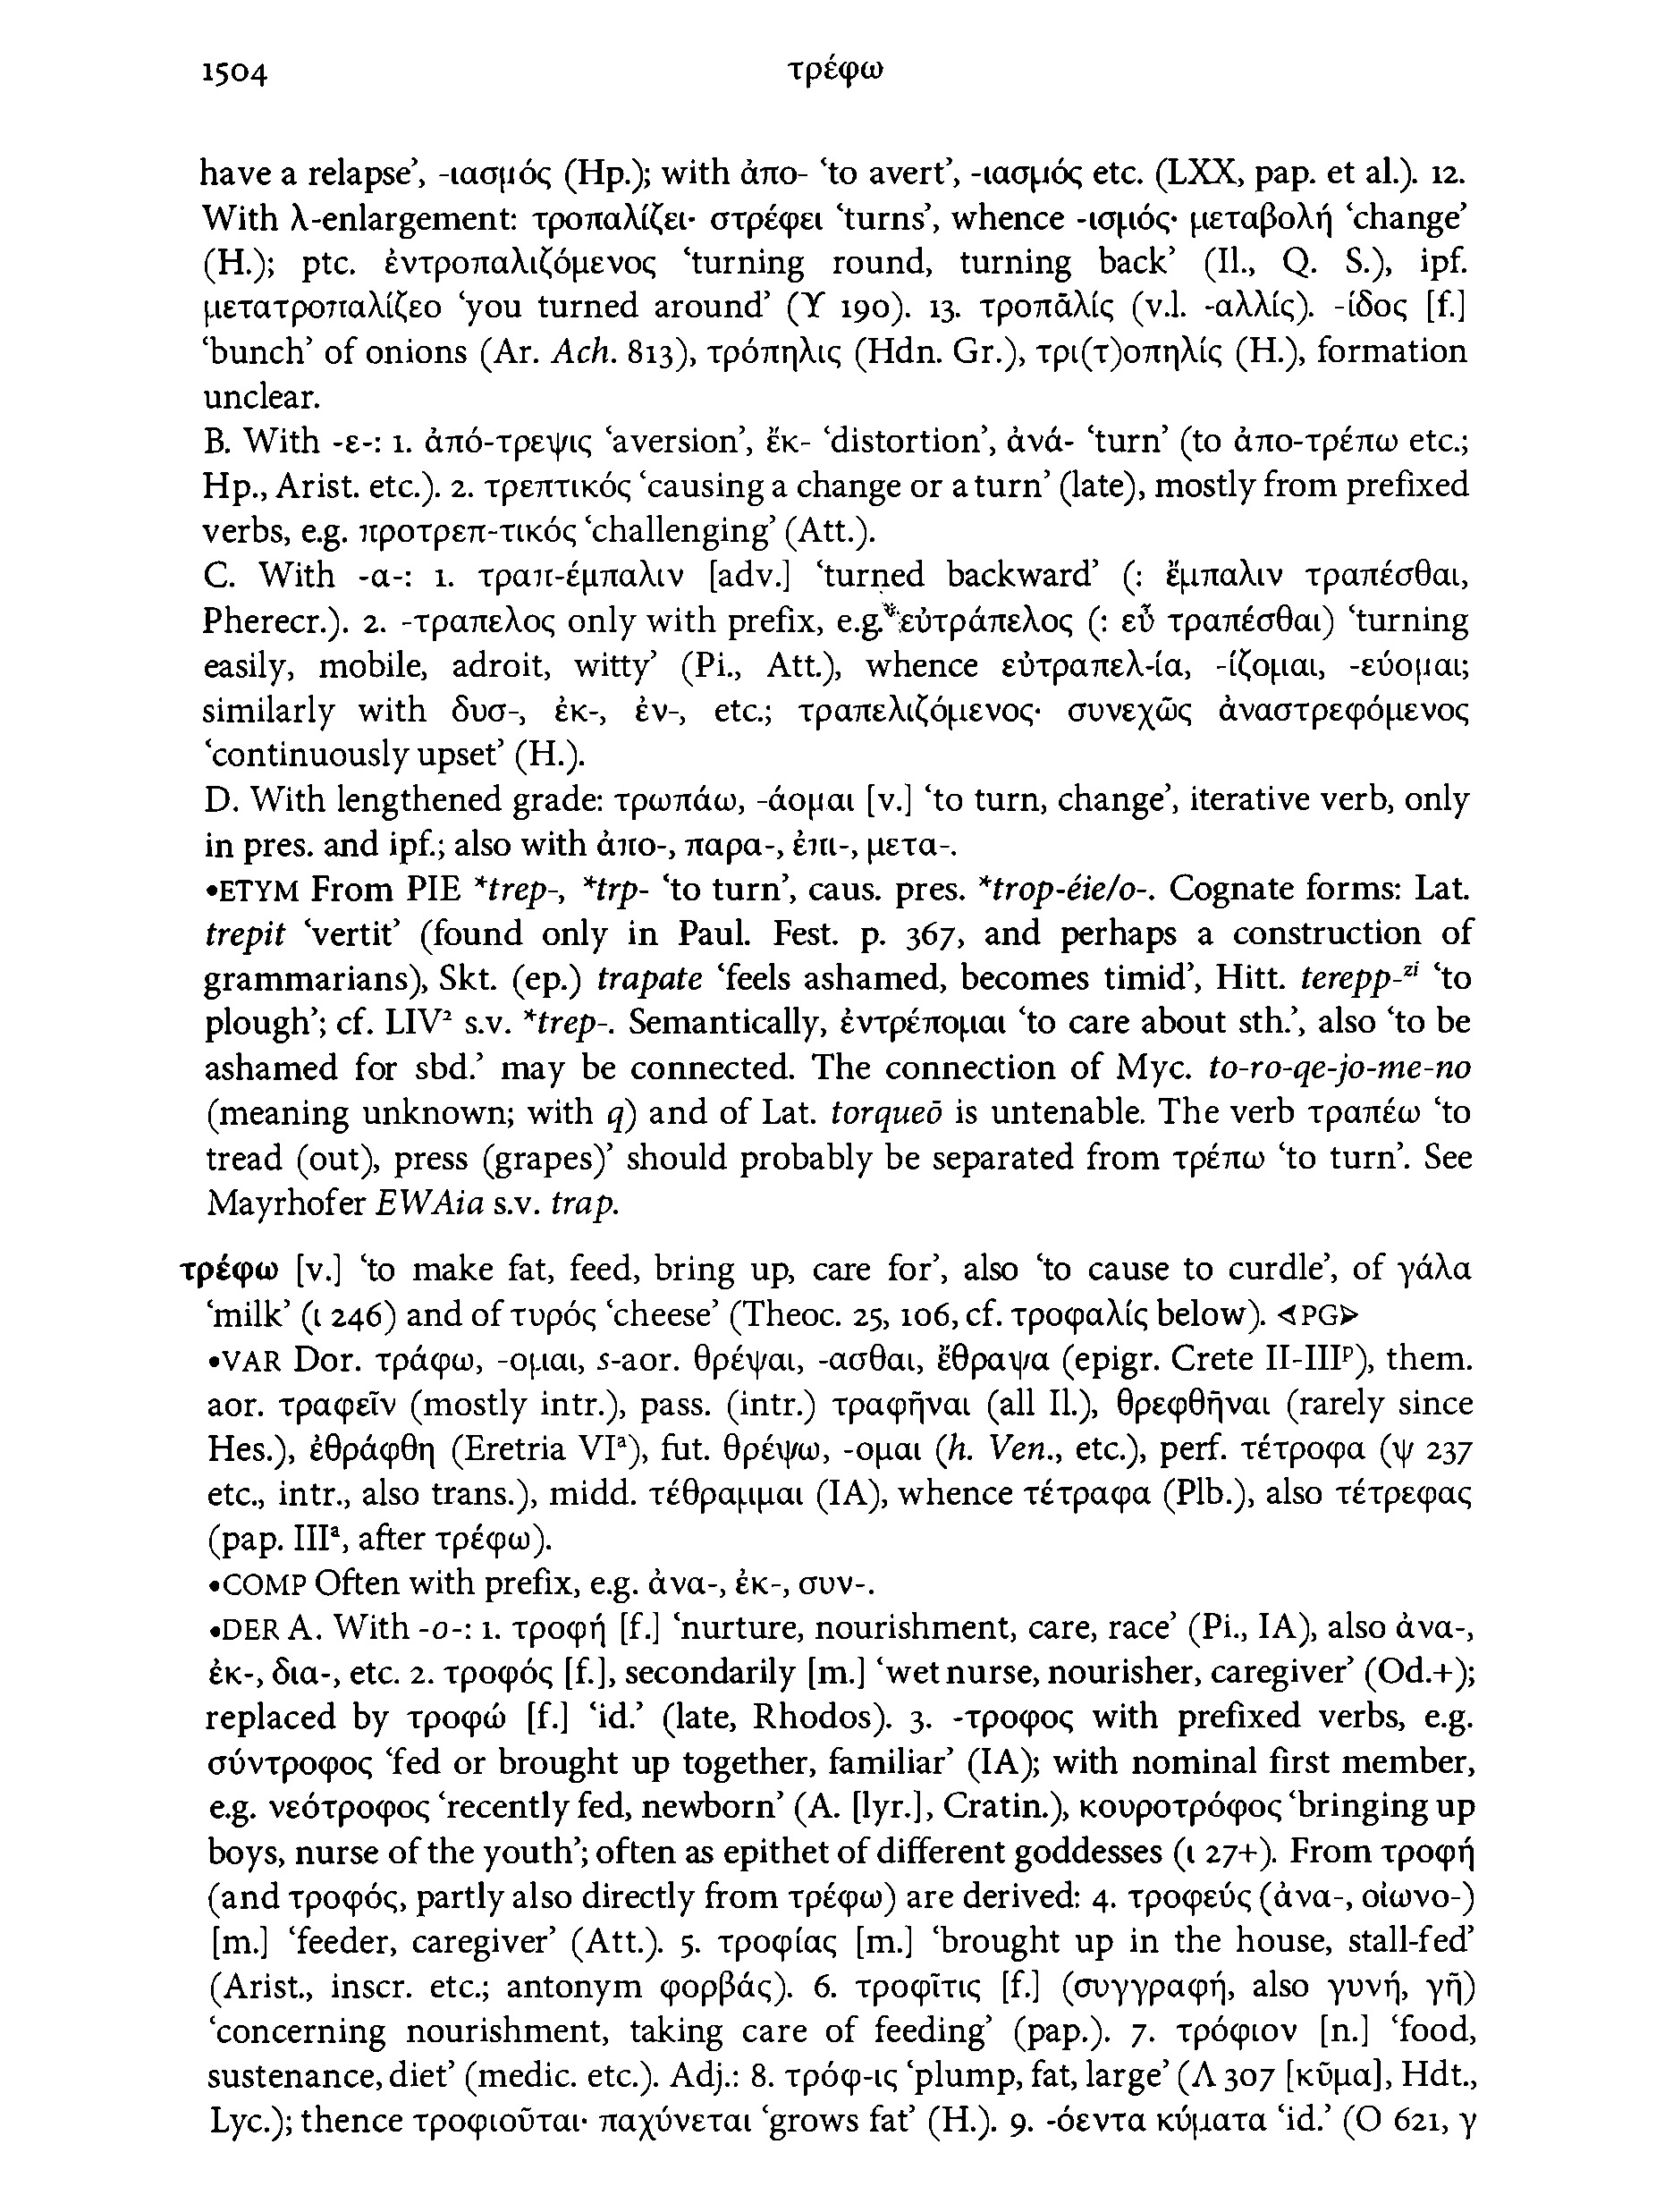 1504 τρέφω
have a relapse’, -ιασμός (Hp.); with ἀπο- ‘to avert’, -ιασμός etc. (LXX, pap. et al.). 12.
With λ-enlargement: τροπαλίζει· στρέφει ‘turns’, whence -ισμός· μεταβολή ‘change’
(H.); ptc. ἐντροπαλιζόμενος ‘turning round, turning back’ (Il., Q. S.), ipf.
μετατροπαλίζεο ‘you turned around’ (Υ 190). 13. τροπᾱλίς (v.l. -αλλίς). -ίδος [f.]
‘bunch’ of onions (Ar. Ach. 813), τρόπηλις (Hdn. Gr.), τρι(τ)οπηλίς (H.), formation
unclear.
B. With -ε-: 1. ἀπό-τρεψις ‘aversion’, ἔκ- ‘distortion’, ἀνά- ‘turn’ (to ἀπο-τρέπω etc.;
Hp., Arist. etc.). 2. τρεπτικός ‘causing a change or a turn’ (late), mostly from prefixed
verbs, e.g. προτρεπ-τικός ‘challenging’ (Att.).
C. With -α-: 1. τραπ-έμπαλιν [adv.] ‘turned backward’ (: ἔμπαλιν τραπέσθαι,
Pherecr.). 2. -τραπελος only with prefix, e.g. εὐτράπελος (: εὖ τραπέσθαι) ‘turning
easily, mobile, adroit, witty’ (Pi., Att.), whence εὐτραπελ-ία, -ίζομαι, -εύομαι;
similarly with δυσ-, ἐκ-, ἐν-, etc.; τραπελιζόμενος· συνεχῶς ἀναστρεφόμενος
‘continuously upset’ (H.).
D. With lengthened grade: τρωπάω, -άομαι [v.] ‘to turn, change’, iterative verb, only
in pres. and ipf.; also with ἀπο-, παρα-, ἐπι-, μετα-.
•ETYM From PIE *trep-, *trp- ‘to turn’, caus. pres. *trop-éie/o-. Cognate forms: Lat.
trepit ‘vertit’ (found only in Paul. Fest. p. 367, and perhaps a construction of
grammarians), Skt. (ep.) trapate ‘feels ashamed, becomes timid’, Hitt. terepp-ᶻⁱ ‘to
plough’; cf. LIV² s.v. *trep-. Semantically, ἐντρέπομαι ‘to care about sth.’, also ‘to be
ashamed for sbd.’ may be connected. The connection of Myc. to-ro-qe-jo-me-no
(meaning unknown; with q) and of Lat. torqueō is untenable. The verb τραπέω ‘to
tread (out), press (grapes)’ should probably be separated from τρέπω ‘to turn’. See
Mayrhofer EWAia s.v. trap.
τρέφω [v.] ‘to make fat, feed, bring up, care for’, also ‘to cause to curdle’, of γάλα
‘milk’ (ι 246) and of τυρός ‘cheese’ (Theoc. 25, 106, cf. τροφαλίς below). ⊲PG⊳
•VAR Dor. τράφω, -ομαι, s-aor. θρέψαι, -ασθαι, ἔθραψα (epigr. Crete II-IIIᵖ), them.
aor. τραφεῖν (mostly intr.), pass. (intr.) τραφῆναι (all Il.), θρεφθῆναι (rarely since
Hes.), ἐθράφθη (Eretria VIᵃ), fut. θρέψω, -ομαι (h. Ven., etc.), perf. τέτροφα (ψ 237
etc., intr., also trans.), midd. τέθραμμαι (IA), whence τέτραφα (Plb.), also τέτρεφας
(pap. IIIᵃ, after τρέφω).
•COMP Often with prefix, e.g. ἀνα-, ἐκ-, συν-.
•DER A. With -o-: 1. τροφή [f.] ‘nurture, nourishment, care, race’ (Pi., IA), also ἀνα-,
ἐκ-, δια-, etc. 2. τροφός [f.], secondarily [m.] ‘wet nurse, nourisher, caregiver’ (Od.+);
replaced by τροφώ [f.] ‘id.’ (late, Rhodos). 3. -τροφος with prefixed verbs, e.g.
σύντροφος ‘fed or brought up together, familiar’ (IA); with nominal first member,
e.g. νεότροφος ‘recently fed, newborn’ (A. [lyr.], Cratin.), κουροτρόφος ‘bringing up
boys, nurse of the youth’; often as epithet of different goddesses (ι 27+). From τροφή
(and τροφός, partly also directly from τρέφω) are derived: 4. τροφεύς (ἀνα-, οἰωνο-)
[m.] ‘feeder, caregiver’ (Att.). 5. τροφίας [m.] ‘brought up in the house, stall-fed’
(Arist., inscr. etc.; antonym φορβάς). 6. τροφῖτις [f.] (συγγραφή, also γυνή, γῆ)
‘concerning nourishment, taking care of feeding’ (pap.). 7. τρόφιον [n.] ‘food,
sustenance, diet’ (medic. etc.). Adj.: 8. τρόφ-ις ‘plump, fat, large’ (Λ 307 [κῦμα], Hdt.,
Lyc.); thence τροφιοῦται· παχύνεται ‘grows fat’ (H.). 9. -όεντα κύματα ‘id.’ (Ο 621, γ